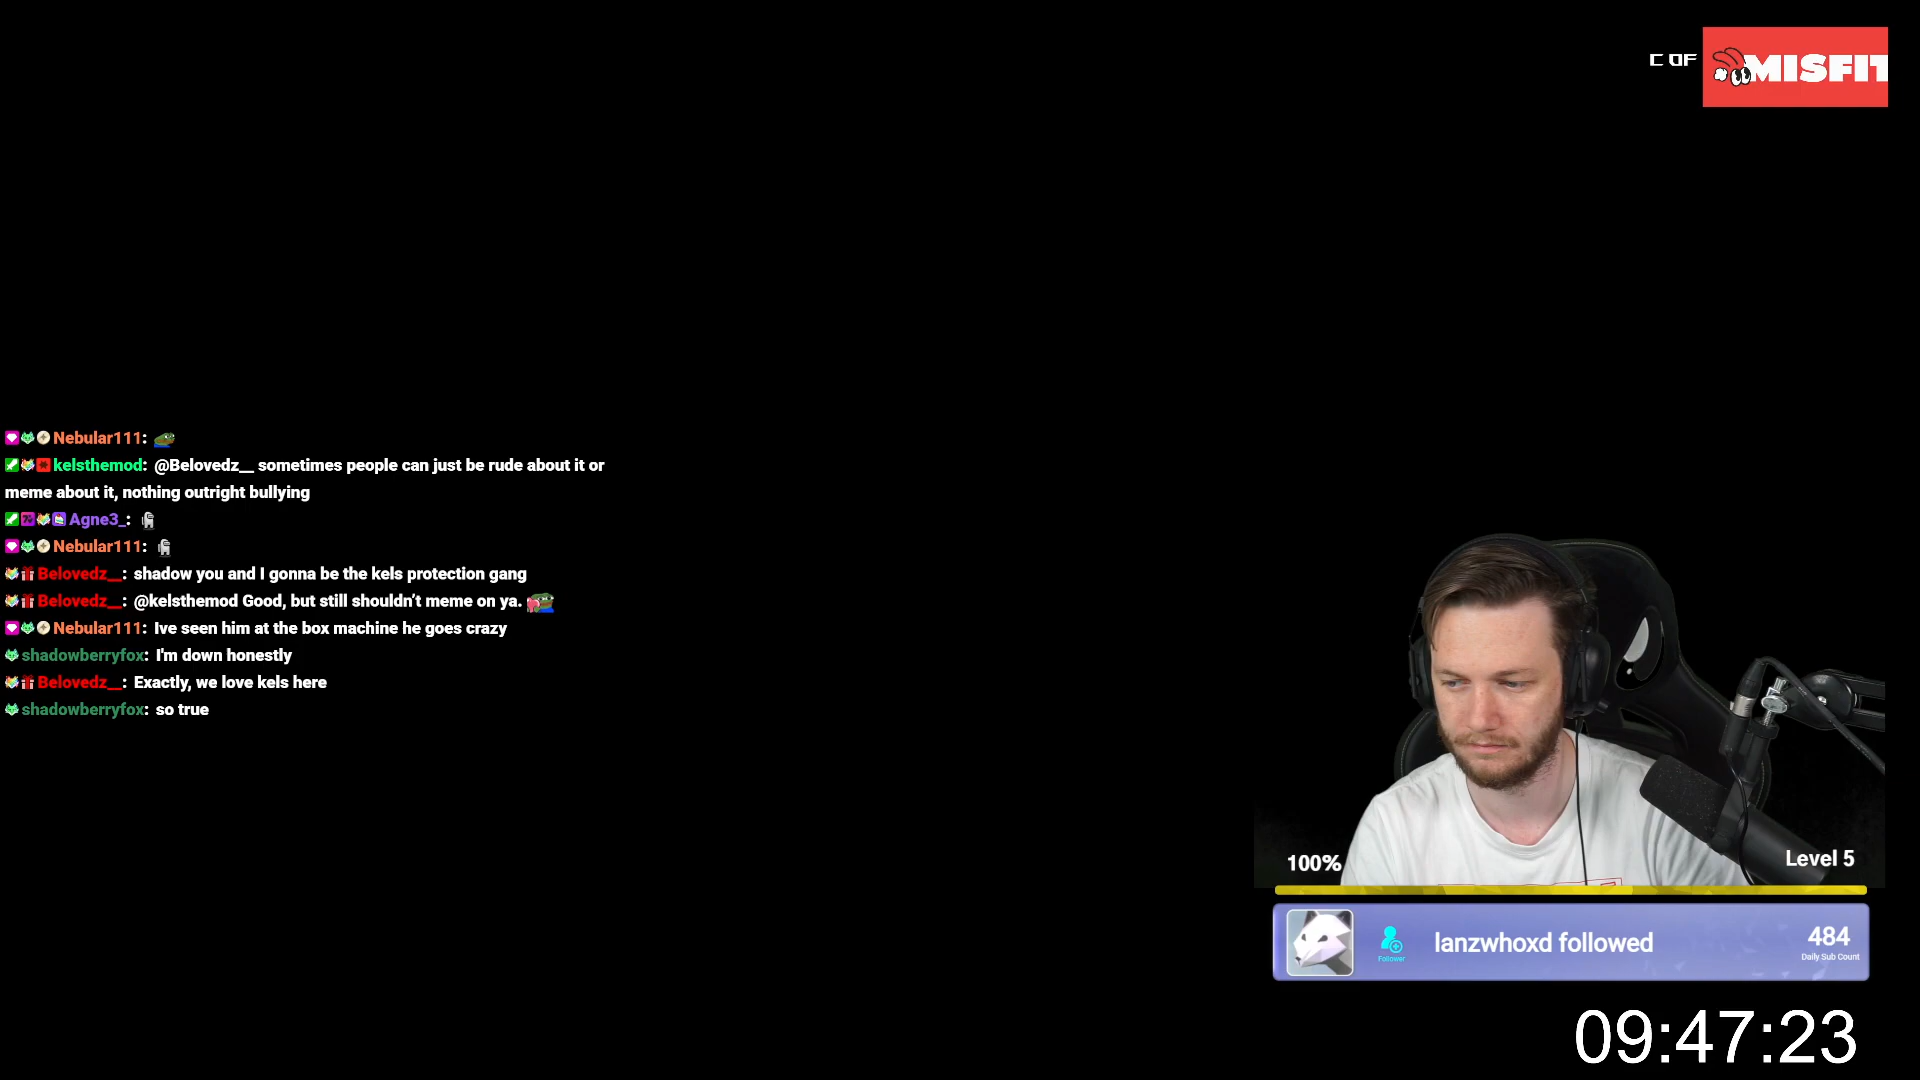 C OF
MISFIT
Nebular111:
kelsthemod: @Belovedz__ sometimes people can just be rude about it or
meme about it, nothing outright bullying
Agne3_:
Nebular111:
Belovedz__: shadow you and I gonna be the kels protection gang
Belovedz__: @kelsthemod Good, but still shouldn't meme on ya.
Nebular111: Ive seen him at the box machine he goes crazy
shadowberryfox: I'm down honestly
Belovedz__: Exactly, we love kels here
shadowberryfox: so true
100%
Level 5
Follower
lanzwhoxd followed
484
Daily Sub Count
09:47:23